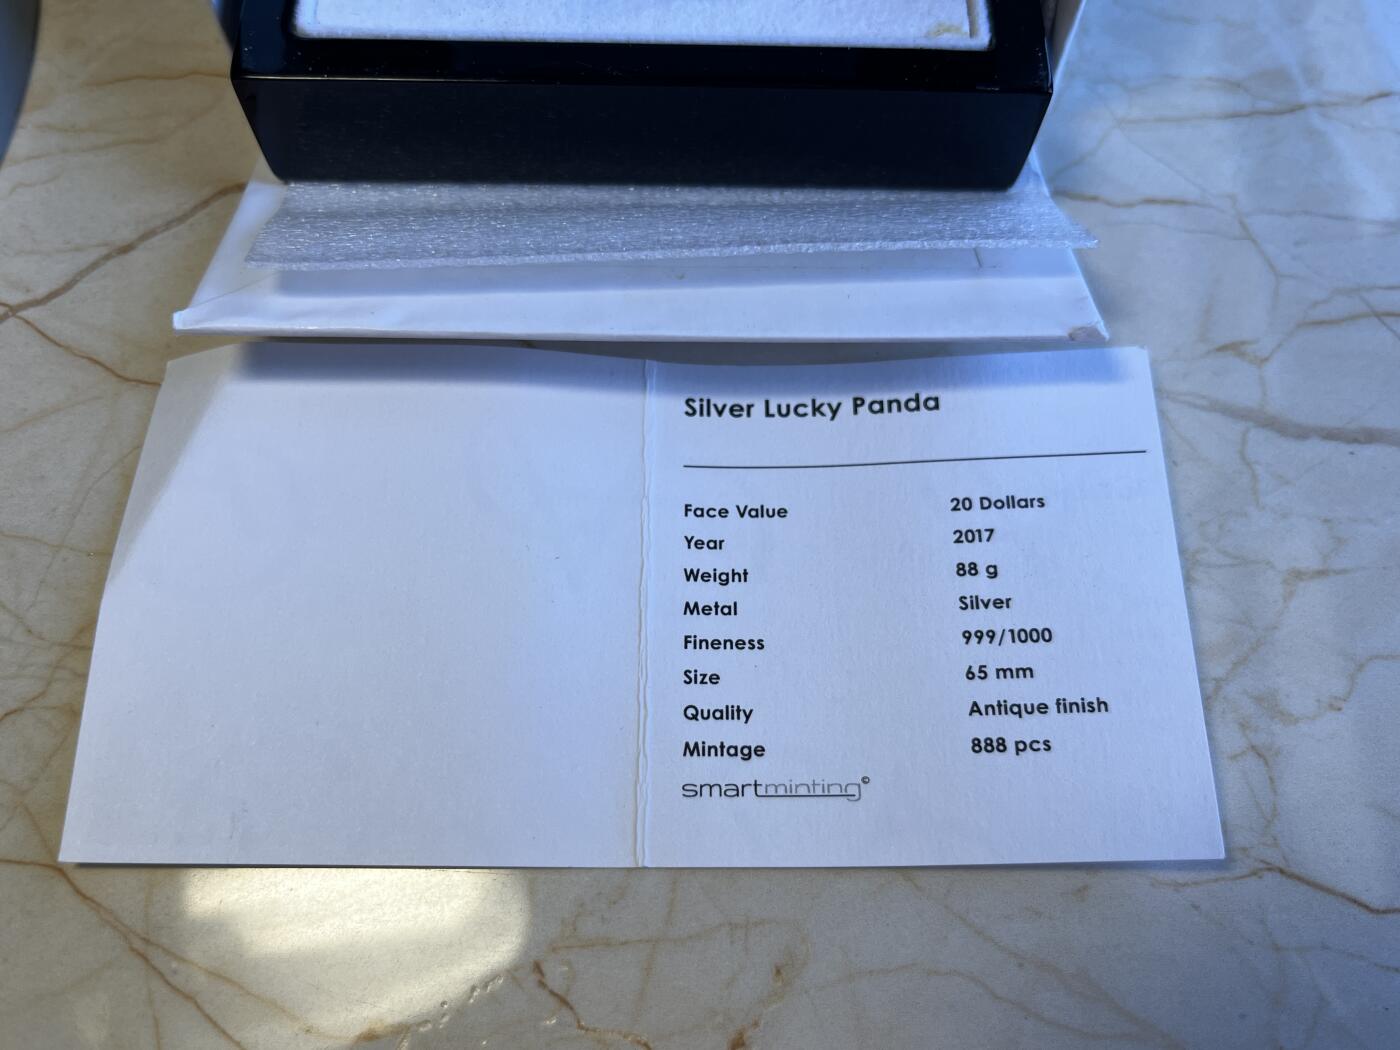 Silver Lucky Panda
Face Value 20 Dollars
Year 2017
Weight 88 g
Metal Silver
Fineness 999/1000
Size 65 mm
Quality Antique finish
Mintage 888 pcs
smartminting©